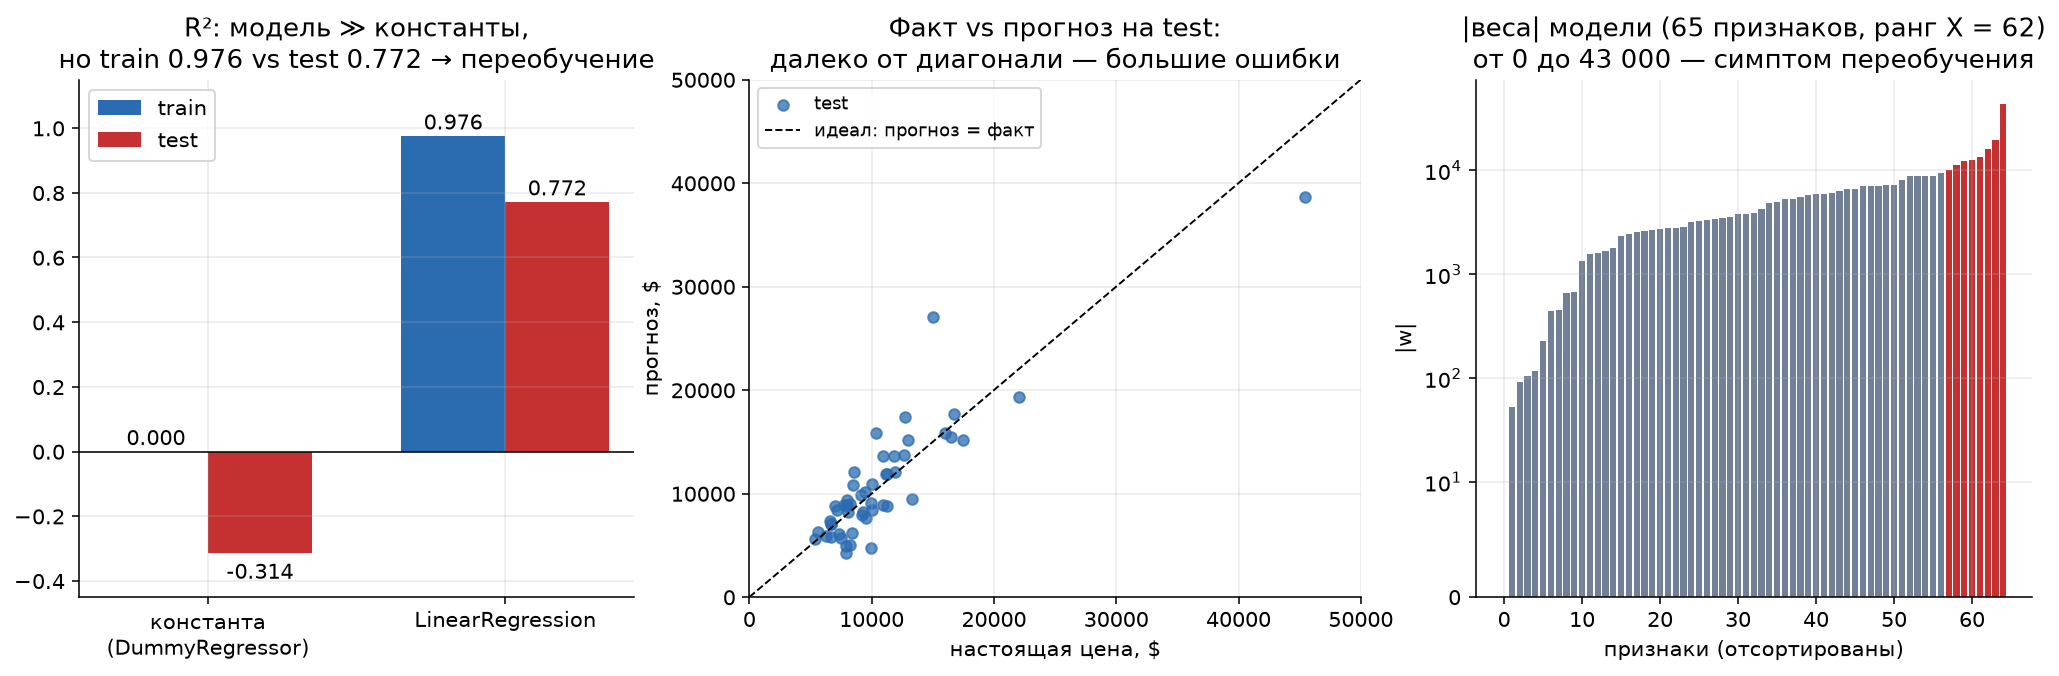 R²: модель ≫ константы,
но train 0.976 vs test 0.772 → переобучение
train
test
1.0
0.8
0.6
0.4
0.2
0.0
−0.2
−0.4
0.000
-0.314
0.976
0.772
константа
(DummyRegressor)
LinearRegression
Факт vs прогноз на test:
далеко от диагонали — большие ошибки
test
идеал: прогноз = факт
прогноз, $
50000
40000
30000
20000
10000
0
0 10000 20000 30000 40000 50000
настоящая цена, $
|веса| модели (65 признаков, ранг X = 62)
от 0 до 43 000 — симптом переобучения
|w|
10⁴
10³
10²
10¹
0
0 10 20 30 40 50 60
признаки (отсортированы)